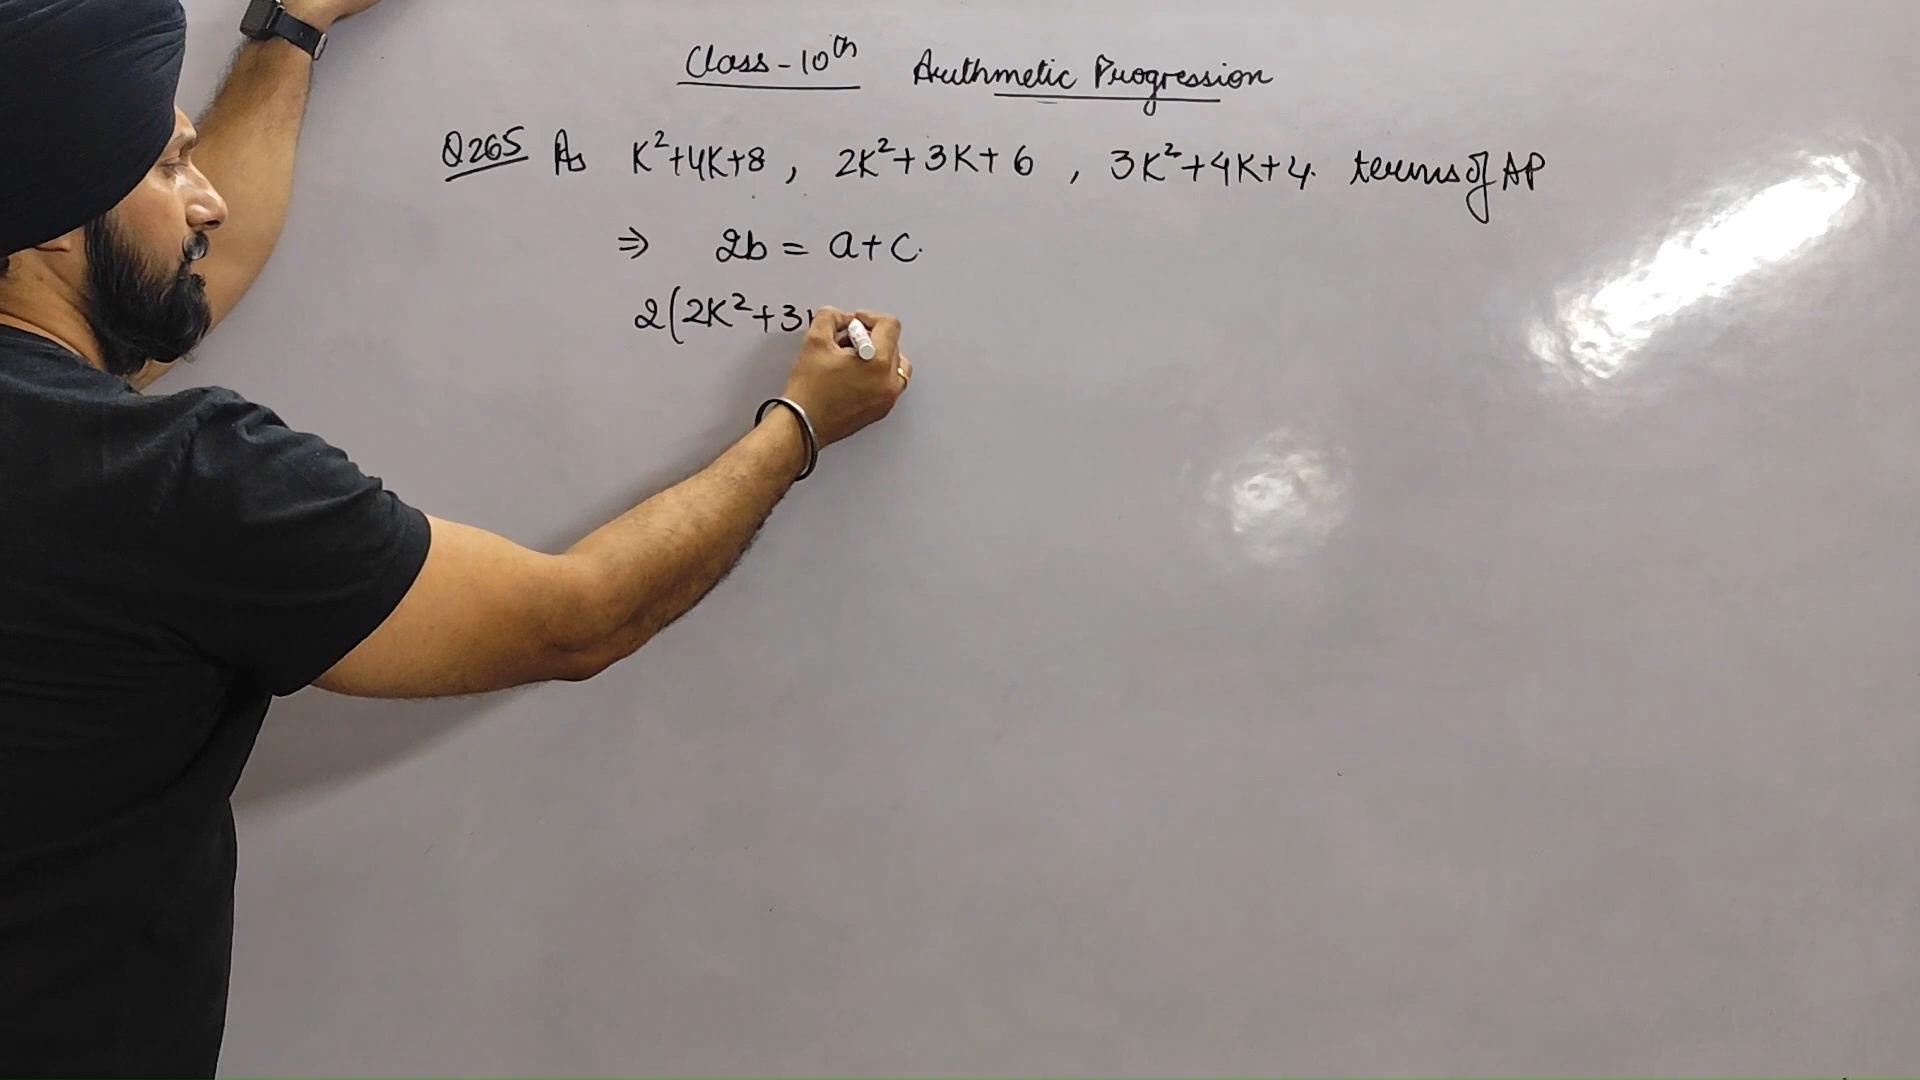 Class-10th Arithmetic Progression
Q265 As K²+4K+8, 2K²+3K+6, 3K²+4K+4. terms of AP
⇒ 2b = a+c.
2(2K²+3